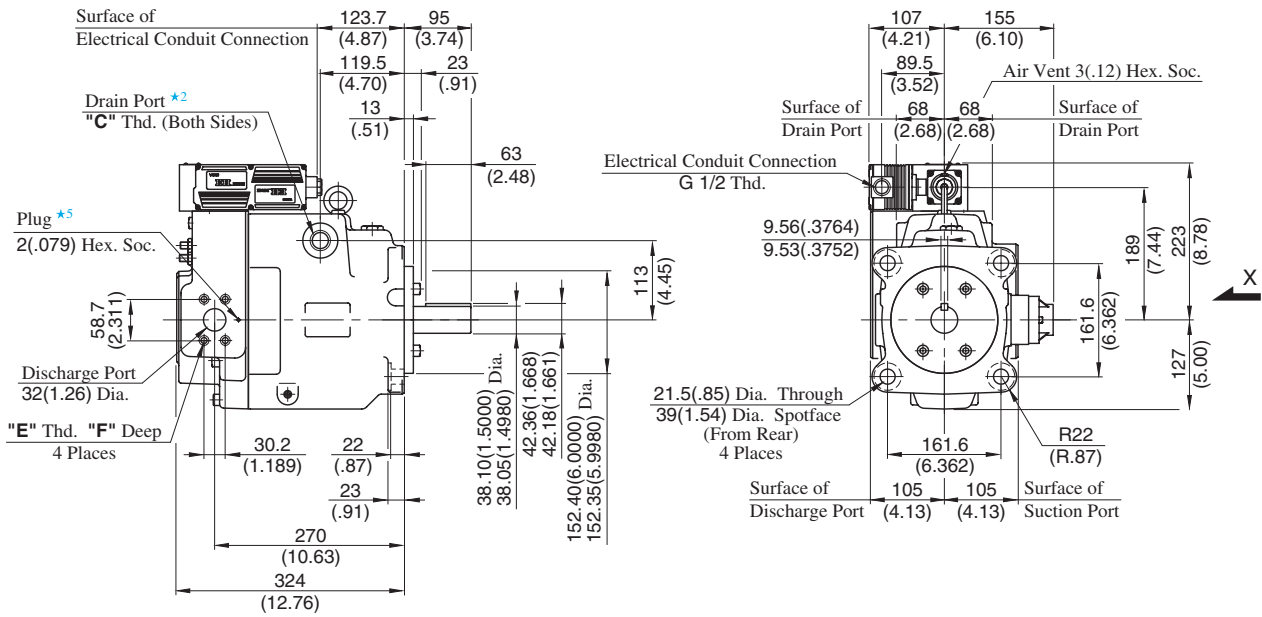 Surface of
Electrical Conduit Connection
123.7
(4.87)
95
(3.74)
119.5
(4.70)
23
(.91)
Drain Port ★2
"C" Thd. (Both Sides)
13
(.51)
63
(2.48)
Plug ★5
2(.079) Hex. Soc.
113
(4.45)
58.7
(2.311)
Discharge Port
32(1.26) Dia.
"E" Thd. "F" Deep
4 Places
30.2
(1.189)
22
(.87)
23
(.91)
270
(10.63)
324
(12.76)
38.10(1.5000) Dia.
38.05(1.4980)
42.36(1.668)
42.18(1.661)
152.40(6.0000) Dia.
152.35(5.9980)
107
(4.21)
155
(6.10)
89.5
(3.52)
Air Vent 3(.12) Hex. Soc.
Surface of
Drain Port
68
(2.68)
68
(2.68)
Surface of
Drain Port
Electrical Conduit Connection
G 1/2 Thd.
9.56(.3764)
9.53(.3752)
189
(7.44)
223
(8.78)
X
161.6
(6.362)
127
(5.00)
21.5(.85) Dia. Through
39(1.54) Dia. Spotface
(From Rear)
4 Places
161.6
(6.362)
R22
(R.87)
Surface of
Discharge Port
105
(4.13)
105
(4.13)
Surface of
Suction Port